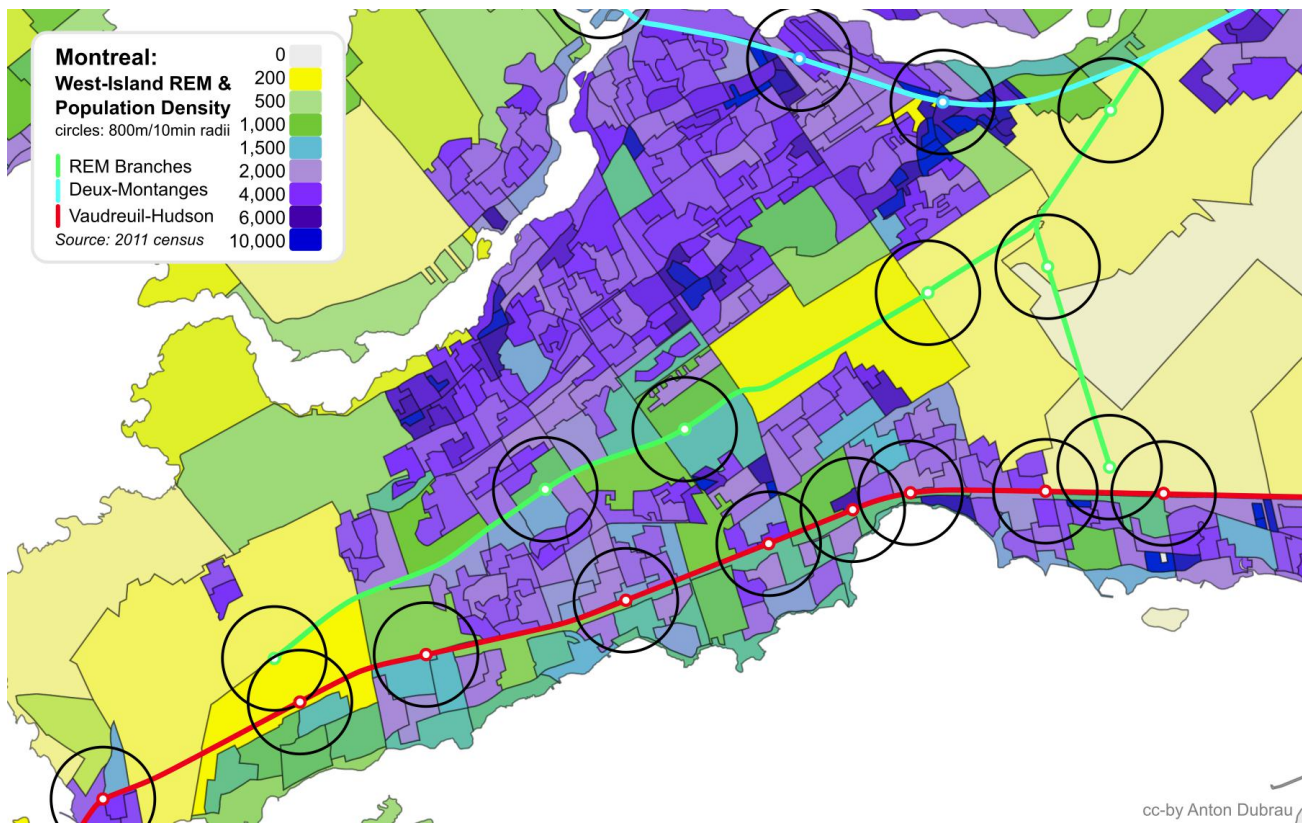 Montreal:
West-Island REM &
Population Density
circles: 800m/10min radii
REM Branches
Deux-Montanges
Vaudreuil-Hudson
Source: 2011 census
0
200
500
1,000
1,500
2,000
4,000
6,000
10,000
cc-by Anton Dubrau